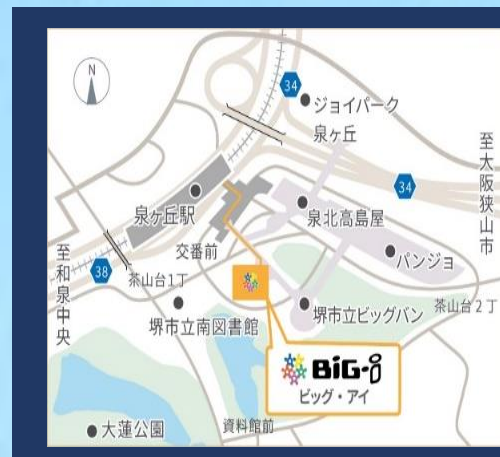 N
34
ジョイパーク
泉ヶ丘
至大阪狭山市
34
泉ヶ丘駅
泉北高島屋
パンジョ
交番前
至和泉中央
38
茶山台1丁
堺市立南図書館
堺市立ビッグバン
茶山台2丁
BiG-i
ビッグ・アイ
大蓮公園
資料館前